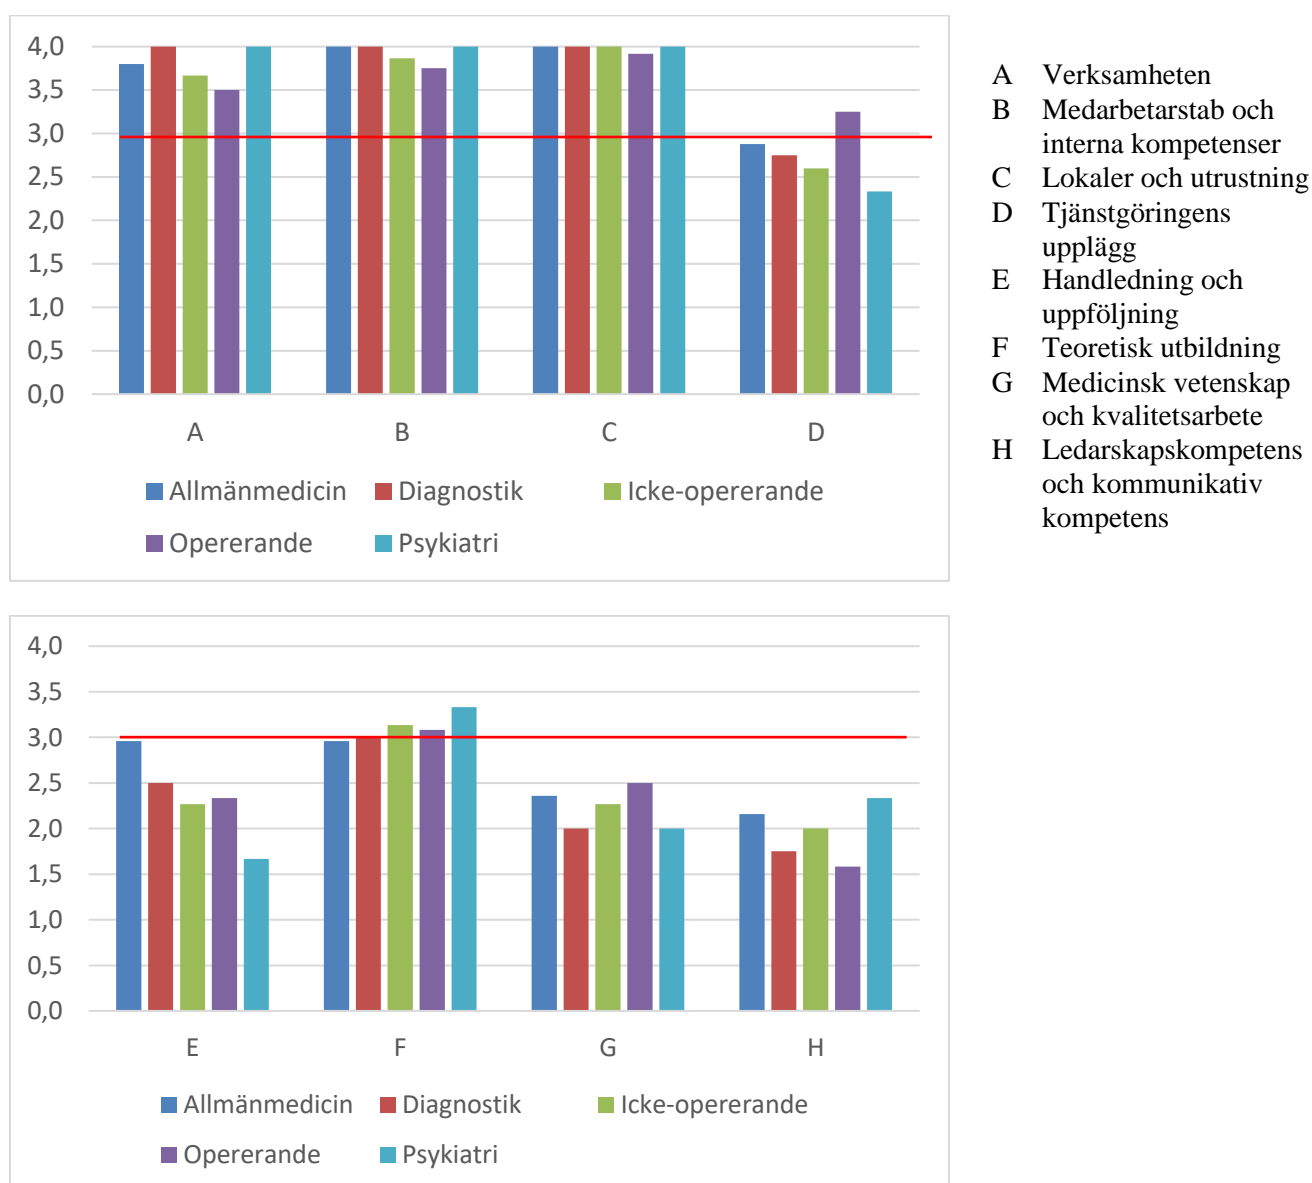 4,0
3,5
3,0
2,5
2,0
1,5
1,0
0,5
0,0
A B C D
Allmänmedicin Diagnostik Icke-opererande
Opererande Psykiatri
A Verksamheten
B Medarbetarstab och
interna kompetenser
C Lokaler och utrustning
D Tjänstgöringens
upplägg
E Handledning och
uppföljning
F Teoretisk utbildning
G Medicinsk vetenskap
och kvalitetsarbete
H Ledarskapskompetens
och kommunikativ
kompetens
4,0
3,5
3,0
2,5
2,0
1,5
1,0
0,5
0,0
E F G H
Allmänmedicin Diagnostik Icke-opererande
Opererande Psykiatri